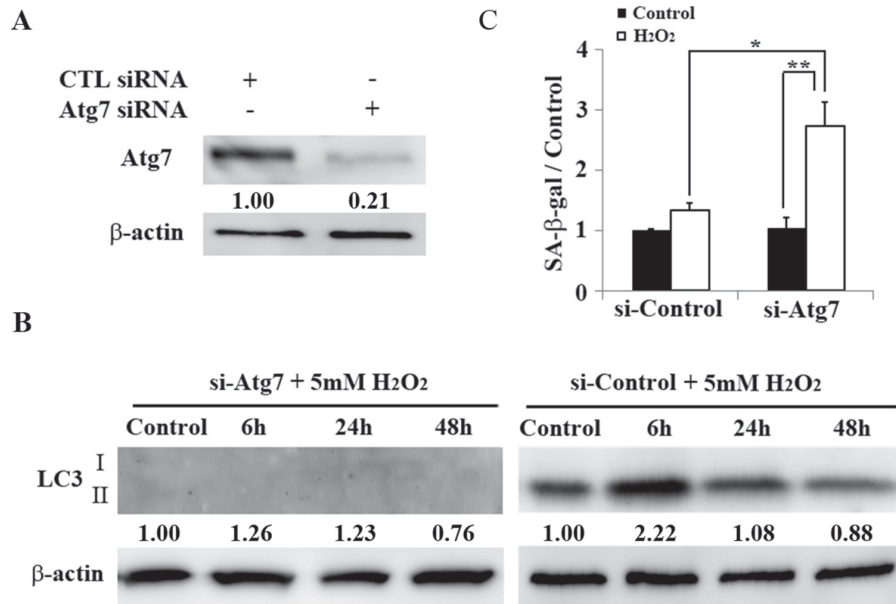 A
CTL siRNA + -
Atg7 siRNA - +
Atg7
1.00 0.21
β-actin
C
Control
H2O2
SA-β-gal / Control
4
3
2
1
0
*
**
si-Control si-Atg7
B
si-Atg7 + 5mM H2O2
Control 6h 24h 48h
LC3
I
II
1.00 1.26 1.23 0.76
β-actin
si-Control + 5mM H2O2
Control 6h 24h 48h
1.00 2.22 1.08 0.88